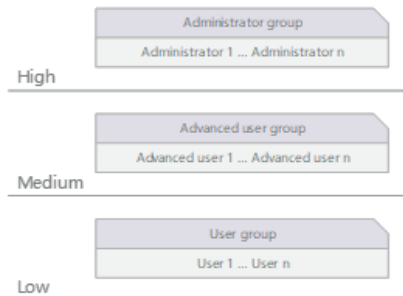 Administrator group
Administrator 1 ... Administrator n
High
Advanced user group
Advanced user 1 ... Advanced user n
Medium
User group
User 1 ... User n
Low